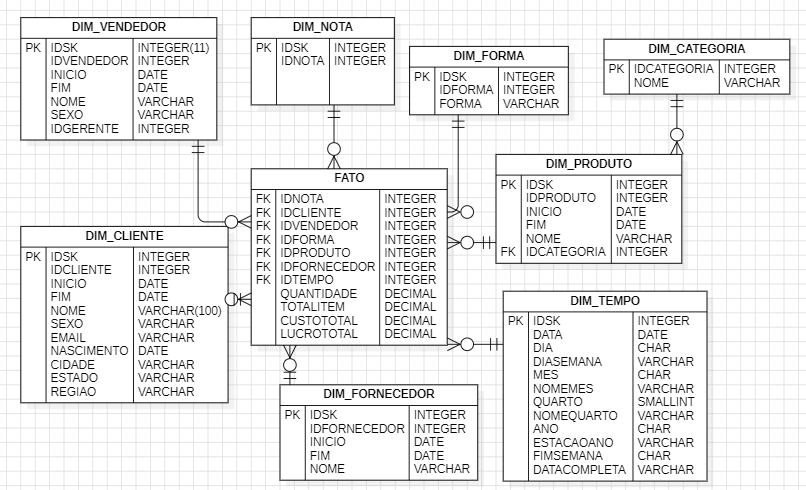 DIM_VENDEDOR
PK IDSK INTEGER(11)
IDVENDEDOR INTEGER
INICIO DATE
FIM DATE
NOME VARCHAR
SEXO VARCHAR
IDGERENTE INTEGER
DIM_NOTA
PK IDSK INTEGER
IDNOTA INTEGER
DIM_FORMA
PK IDSK INTEGER
IDFORMA INTEGER
FORMA VARCHAR
DIM_CATEGORIA
PK IDCATEGORIA INTEGER
NOME VARCHAR
FATO
FK IDNOTA INTEGER
FK IDCLIENTE INTEGER
FK IDVENDEDOR INTEGER
FK IDFORMA INTEGER
FK IDPRODUTO INTEGER
FK IDFORNECEDOR INTEGER
FK IDTEMPO INTEGER
QUANTIDADE DECIMAL
TOTALITEM DECIMAL
CUSTOTOTAL DECIMAL
LUCROTOTAL DECIMAL
DIM_PRODUTO
PK IDSK INTEGER
IDPRODUTO INTEGER
INICIO DATE
FIM DATE
NOME VARCHAR
FK IDCATEGORIA INTEGER
DIM_CLIENTE
PK IDSK INTEGER
IDCLIENTE INTEGER
INICIO DATE
FIM DATE
NOME VARCHAR(100)
SEXO VARCHAR
EMAIL VARCHAR
NASCIMENTO DATE
CIDADE VARCHAR
ESTADO VARCHAR
REGIAO VARCHAR
DIM_TEMPO
PK IDSK INTEGER
DATA DATE
DIA CHAR
DIASEMANA VARCHAR
MES CHAR
NOMEMES VARCHAR
QUARTO SMALLINT
NOMEQUARTO VARCHAR
ANO CHAR
ESTACAOANO VARCHAR
FIMSEMANA CHAR
DATACOMPLETA VARCHAR
DIM_FORNECEDOR
PK IDSK INTEGER
IDFORNECEDOR INTEGER
INICIO DATE
FIM DATE
NOME VARCHAR